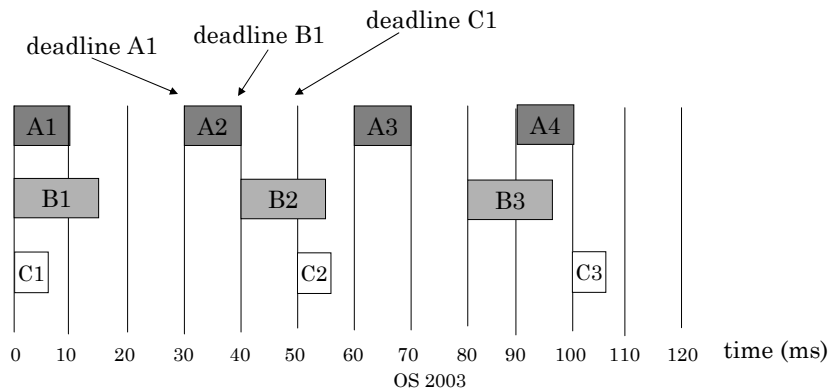 deadline A1
deadline B1
deadline C1
A1 A2 A3 A4
B1 B2 B3
C1 C2 C3
0 10 20 30 40 50 60 70 80 90 100 110 120 time (ms)
OS 2003